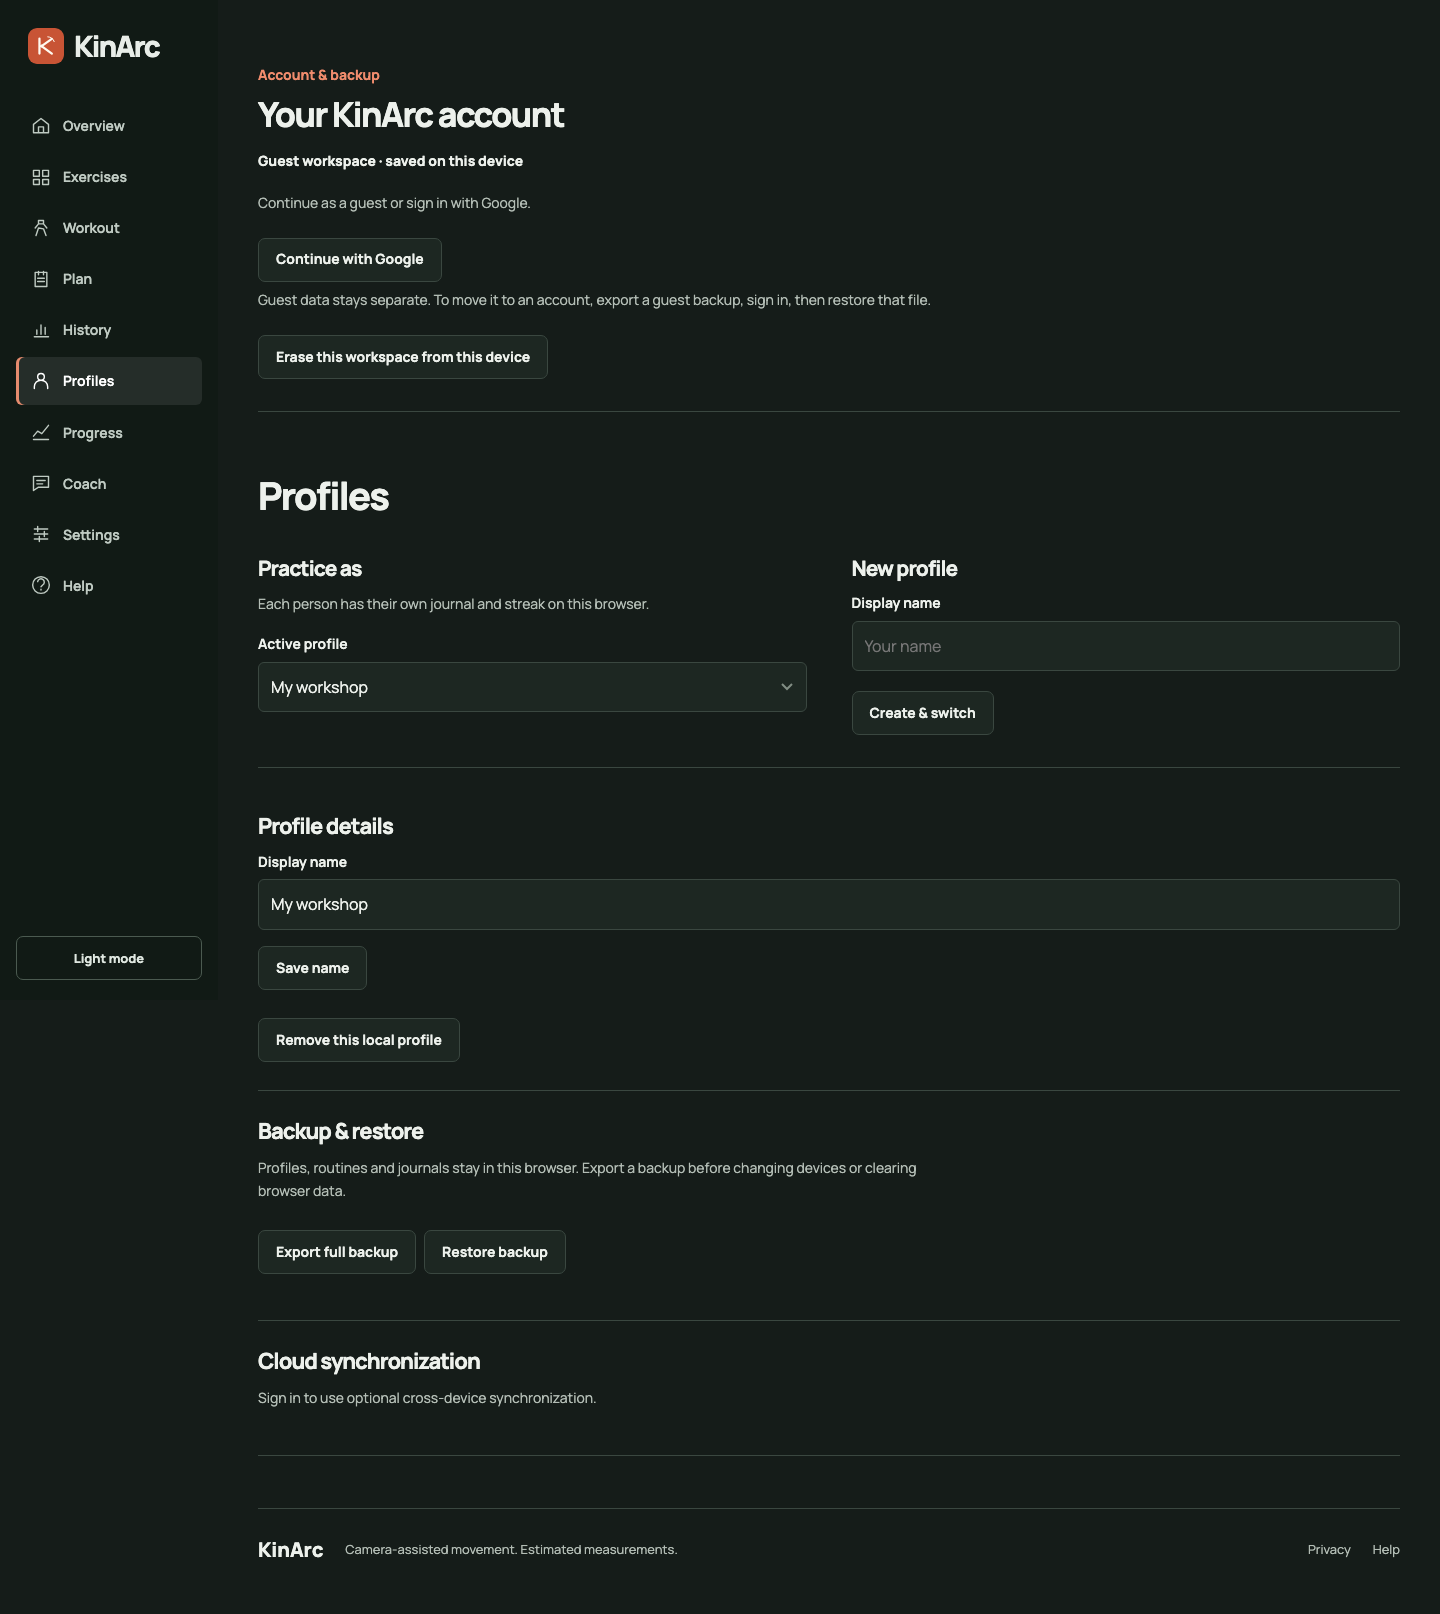 KinArc
Overview
Exercises
Workout
Plan
History
Profiles
Progress
Coach
Settings
Help
Light mode
Account & backup
Your KinArc account
Guest workspace · saved on this device
Continue as a guest or sign in with Google.
Continue with Google
Guest data stays separate. To move it to an account, export a guest backup, sign in, then restore that file.
Erase this workspace from this device
Profiles
Practice as
Each person has their own journal and streak on this browser.
Active profile
My workshop
New profile
Display name
Your name
Create & switch
Profile details
Display name
My workshop
Save name
Remove this local profile
Backup & restore
Profiles, routines and journals stay in this browser. Export a backup before changing devices or clearing
browser data.
Export full backup
Restore backup
Cloud synchronization
Sign in to use optional cross-device synchronization.
KinArc
Camera-assisted movement. Estimated measurements.
Privacy
Help